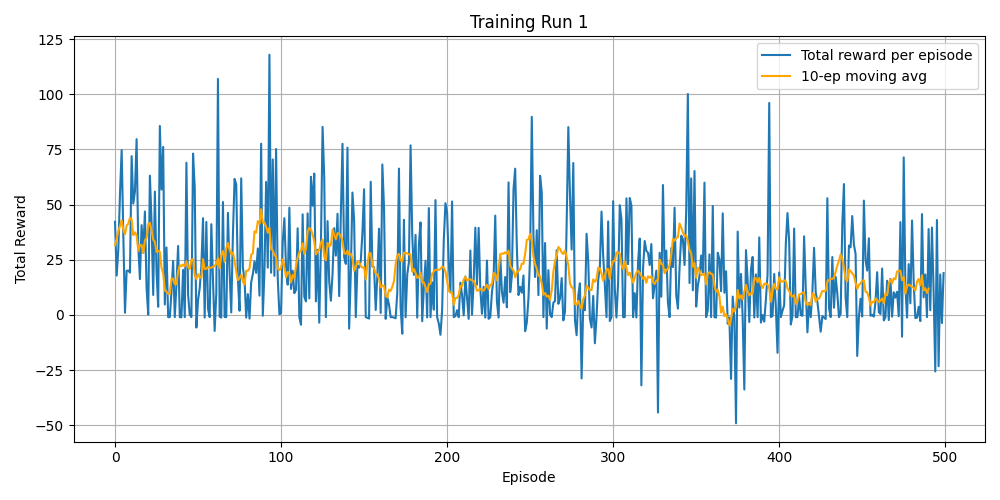 Training Run 1
Total Reward
125
100
75
50
25
0
−25
−50
Total reward per episode
10-ep moving avg
0
100
200
300
400
500
Episode